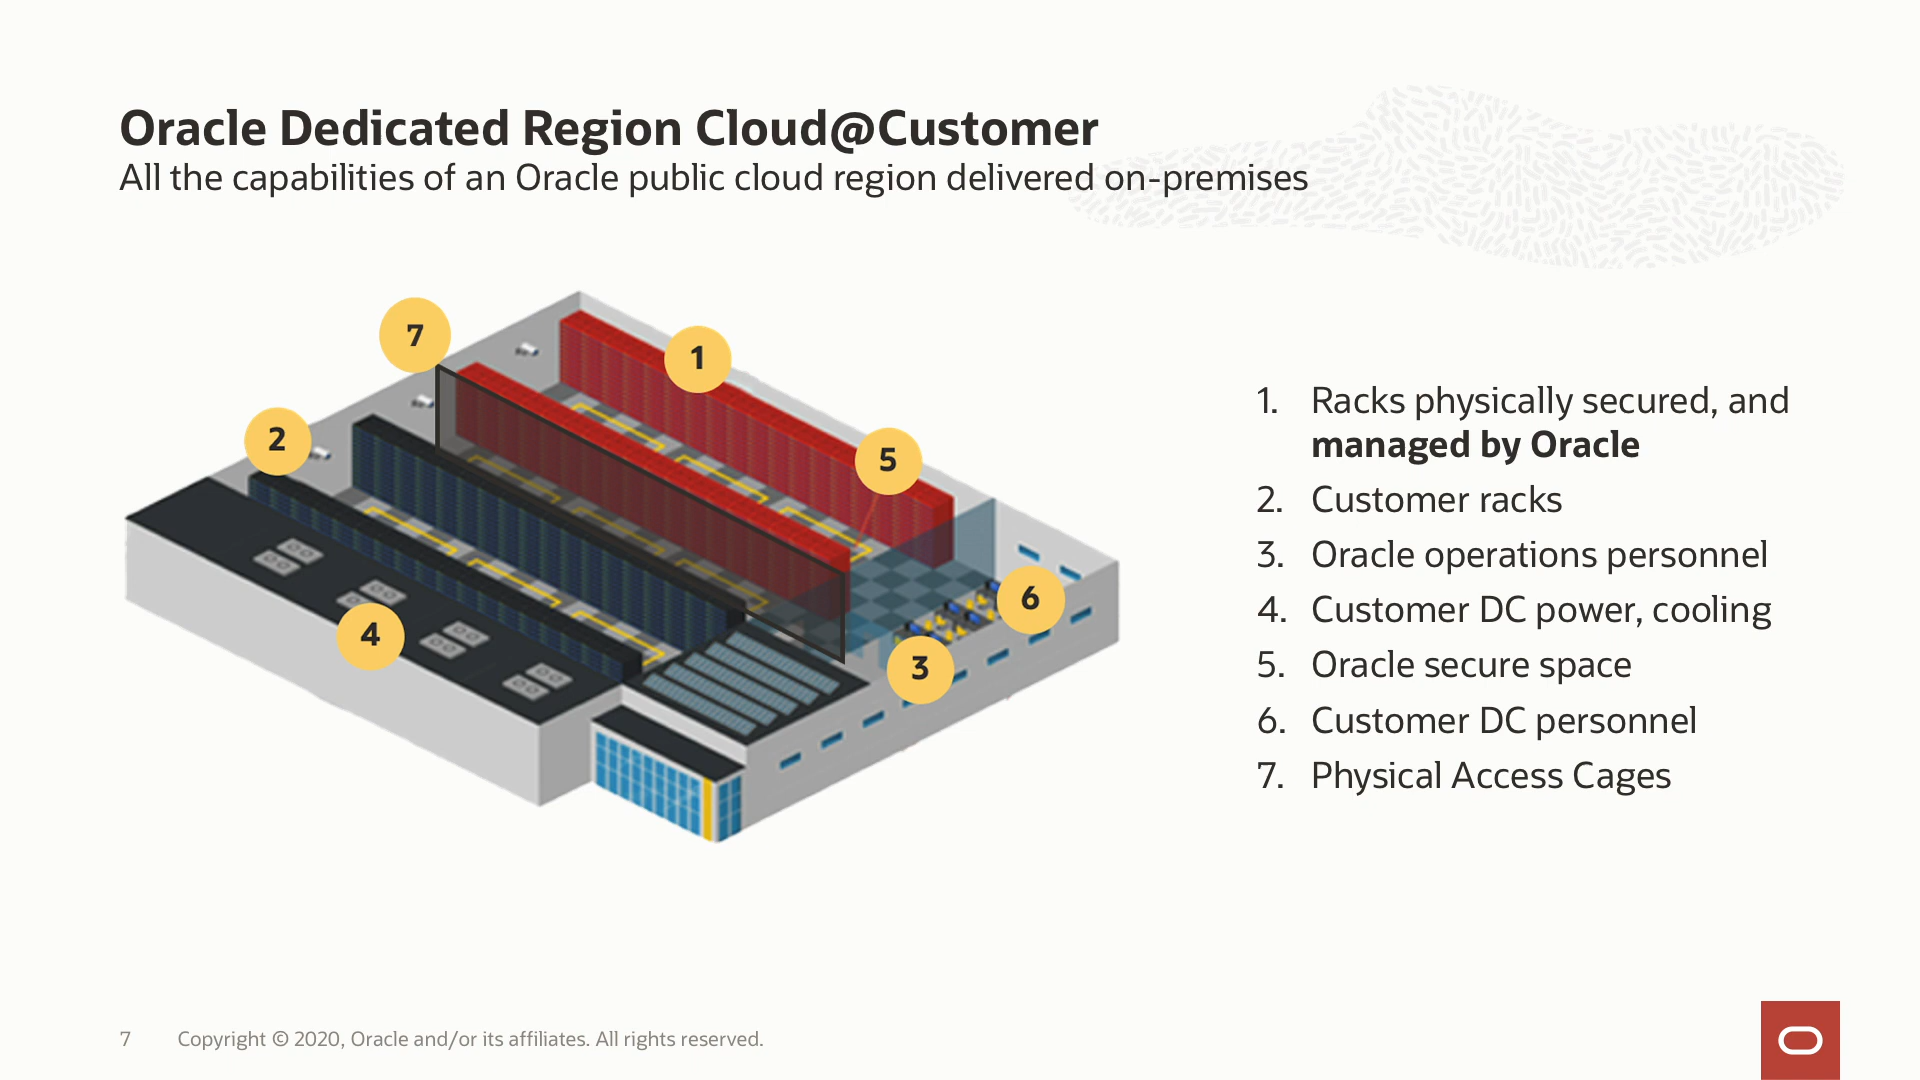 Oracle Dedicated Region Cloud@Customer
All the capabilities of an Oracle public cloud region delivered on-premises
7
1
2
5
6
4
3
1. Racks physically secured, and
managed by Oracle
2. Customer racks
3. Oracle operations personnel
4. Customer DC power, cooling
5. Oracle secure space
6. Customer DC personnel
7. Physical Access Cages
7 Copyright © 2020, Oracle and/or its affiliates. All rights reserved.